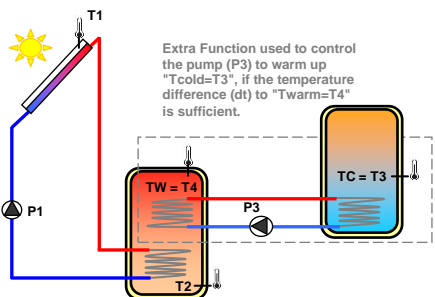 T1
Extra Function used to control
the pump (P3) to warm up
"Tcold=T3", if the temperature
difference (dt) to "Twarm=T4"
is sufficient.
TW = T4
TC = T3
P3
P1
T2